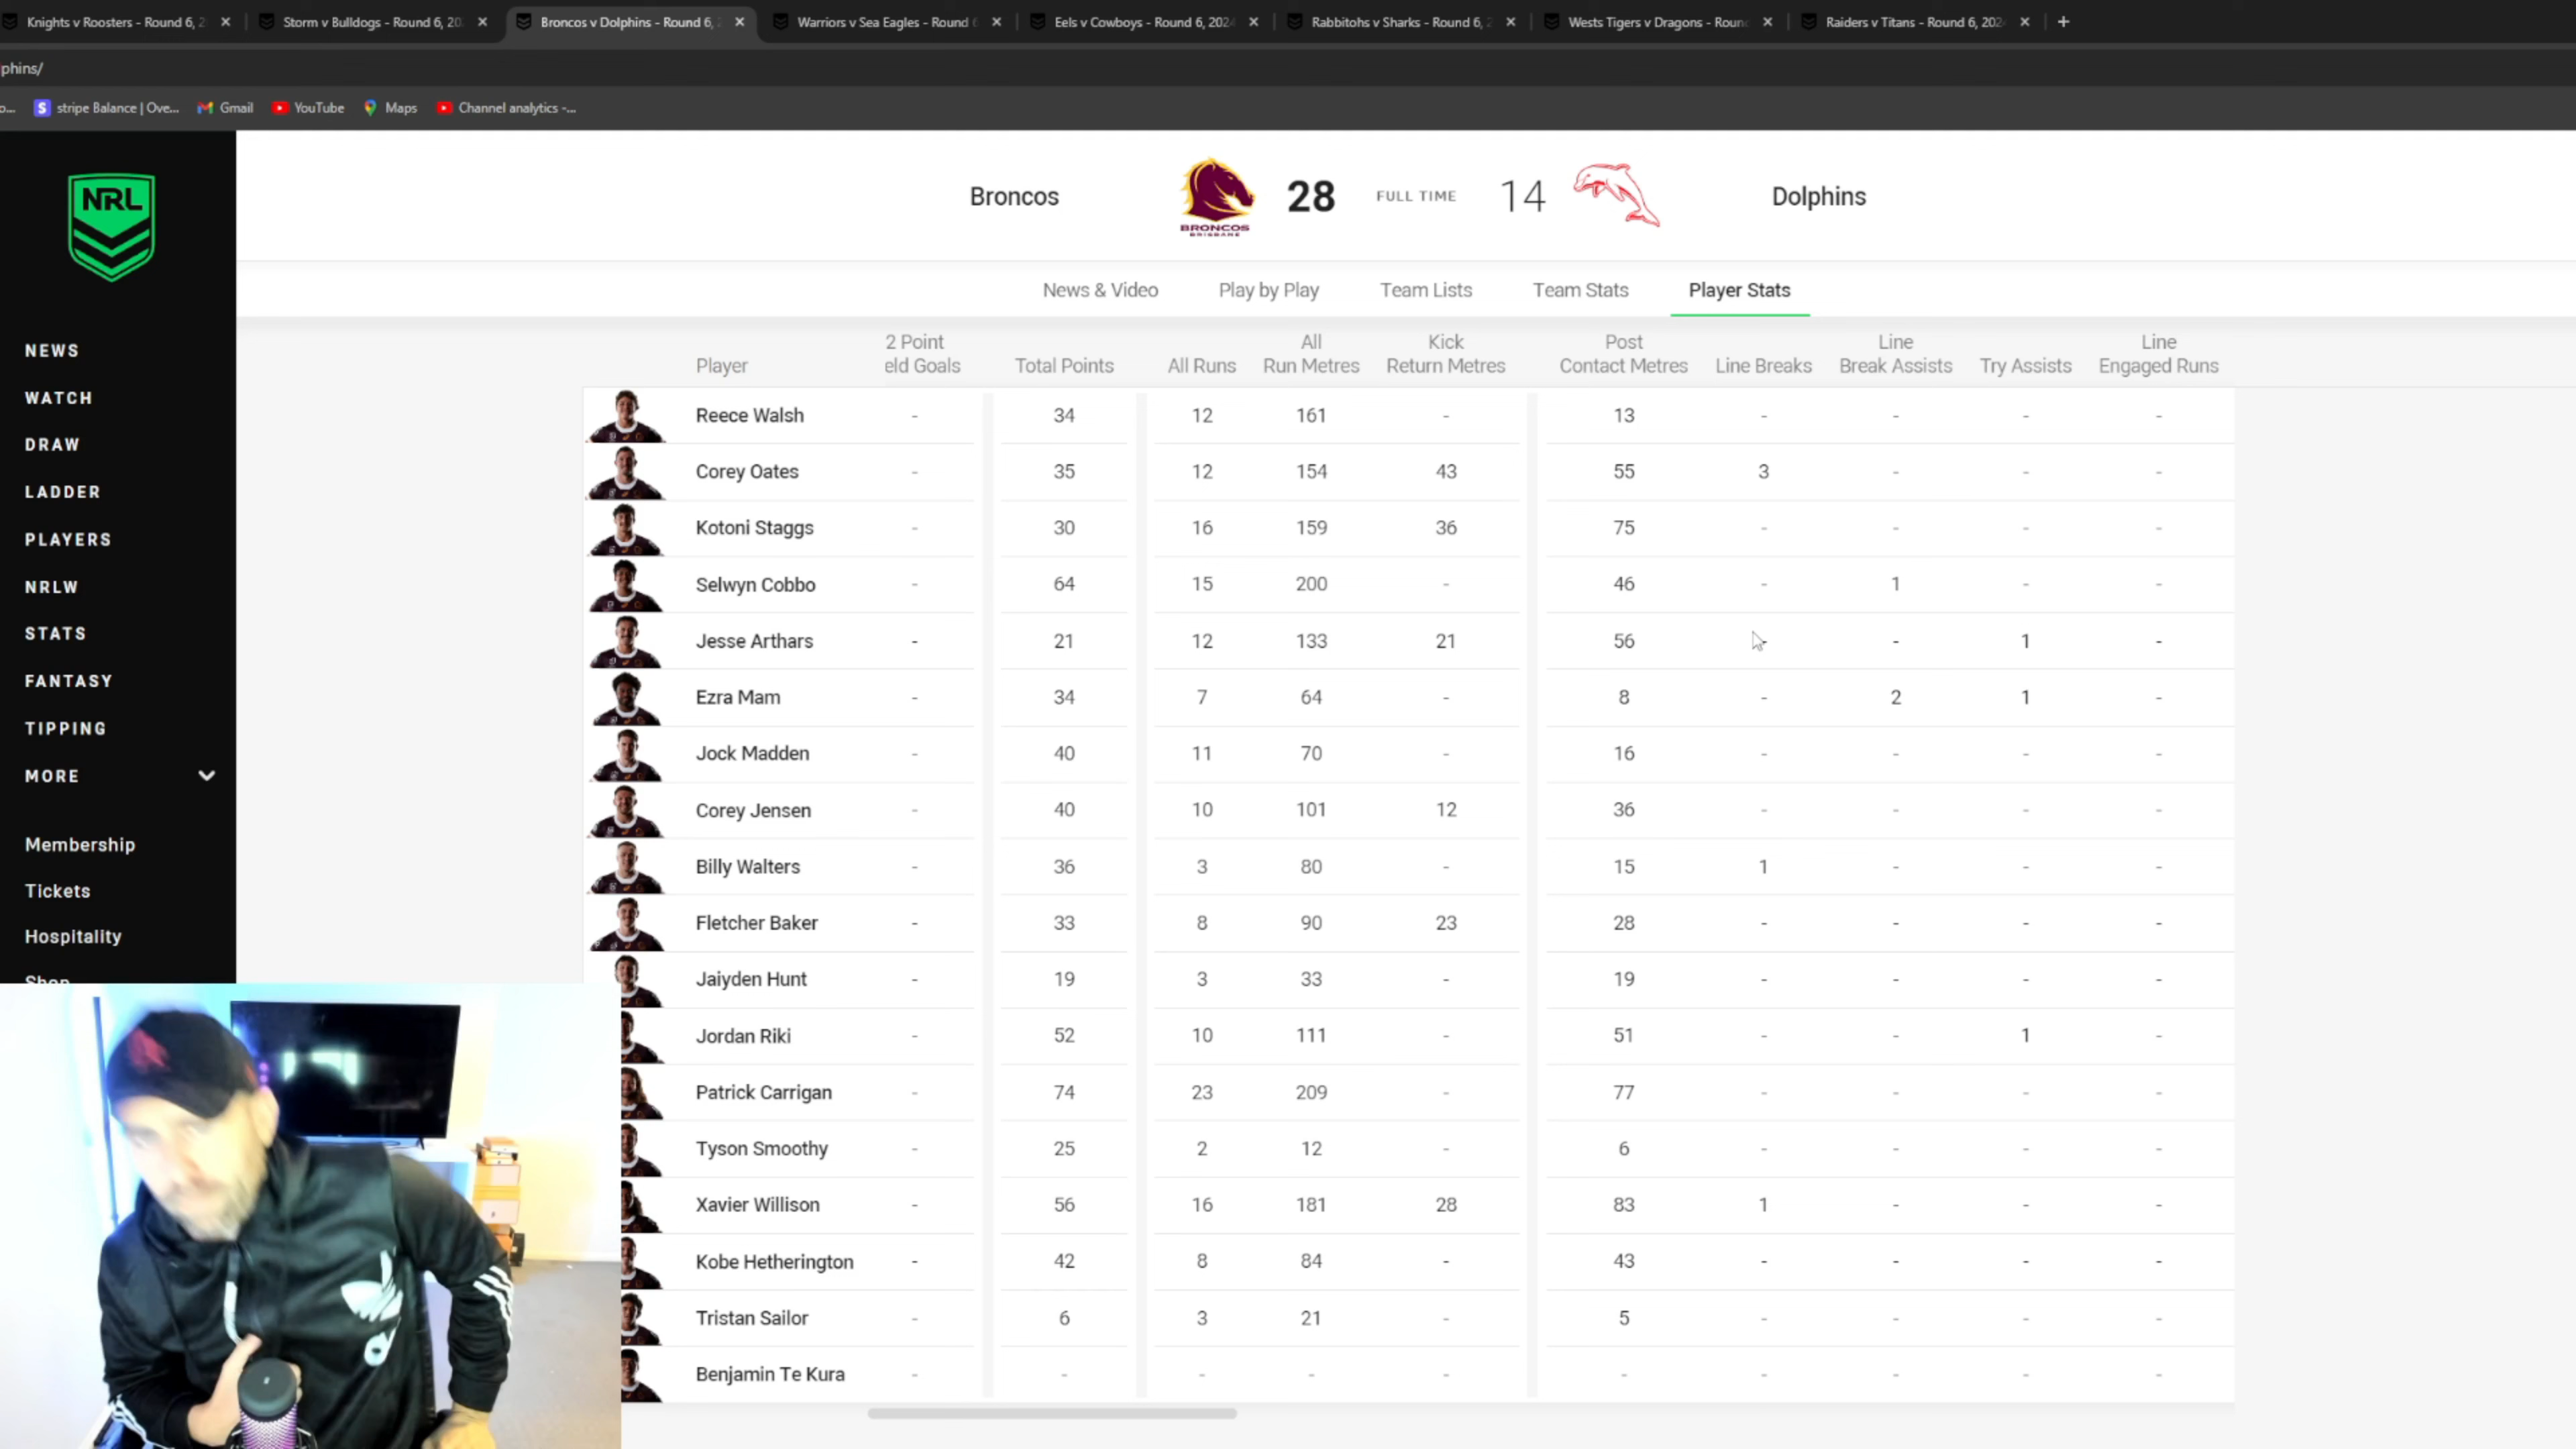 Knights v Roosters - Round 6, 2
Storm v Bulldogs - Round 6, 20
Broncos v Dolphins - Round 6, 2
Warriors v Sea Eagles - Round 6
Eels v Cowboys - Round 6, 2024
Rabbitohs v Sharks - Round 6, 2
Wests Tigers v Dragons - Roun
Raiders v Titans - Round 6, 202
phins/
o... S stripe Balance | Ove... Gmail YouTube Maps Channel analytics -...
NRL
NEWS
WATCH
DRAW
LADDER
PLAYERS
NRLW
STATS
FANTASY
TIPPING
MORE
Membership
Tickets
Hospitality
Shop
Broncos BRONCOS BRISBANE 28 FULL TIME 14 Dolphins
News & Video Play by Play Team Lists Team Stats Player Stats
Player 2 Point eld Goals Total Points All Runs All Run Metres Kick Return Metres Post Contact Metres Line Breaks Line Break Assists Try Assists Line Engaged Runs
Reece Walsh - 34 12 161 - 13 - - - -
Corey Oates - 35 12 154 43 55 3 - - -
Kotoni Staggs - 30 16 159 36 75 - - - -
Selwyn Cobbo - 64 15 200 - 46 - 1 - -
Jesse Arthars - 21 12 133 21 56 - - 1 -
Ezra Mam - 34 7 64 - 8 - 2 1 -
Jock Madden - 40 11 70 - 16 - - - -
Corey Jensen - 40 10 101 12 36 - - - -
Billy Walters - 36 3 80 - 15 1 - - -
Fletcher Baker - 33 8 90 23 28 - - - -
Jaiyden Hunt - 19 3 33 - 19 - - - -
Jordan Riki - 52 10 111 - 51 - - 1 -
Patrick Carrigan - 74 23 209 - 77 - - - -
Tyson Smoothy - 25 2 12 - 6 - - - -
Xavier Willison - 56 16 181 28 83 1 - - -
Kobe Hetherington - 42 8 84 - 43 - - - -
Tristan Sailor - 6 3 21 - 5 - - - -
Benjamin Te Kura - - - - - - - - - -